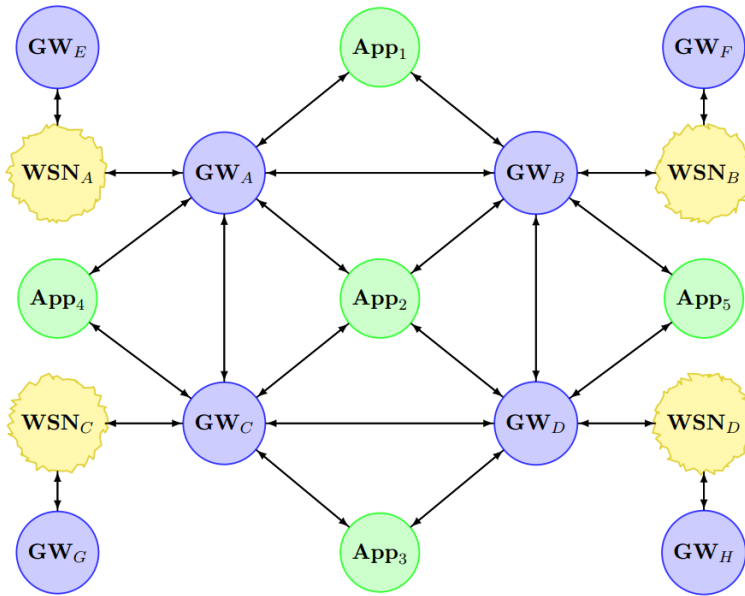 GW_E
App_1
GW_F
WSN_A
GW_A
GW_B
WSN_B
App_4
App_2
App_5
WSN_C
GW_C
GW_D
WSN_D
GW_G
App_3
GW_H